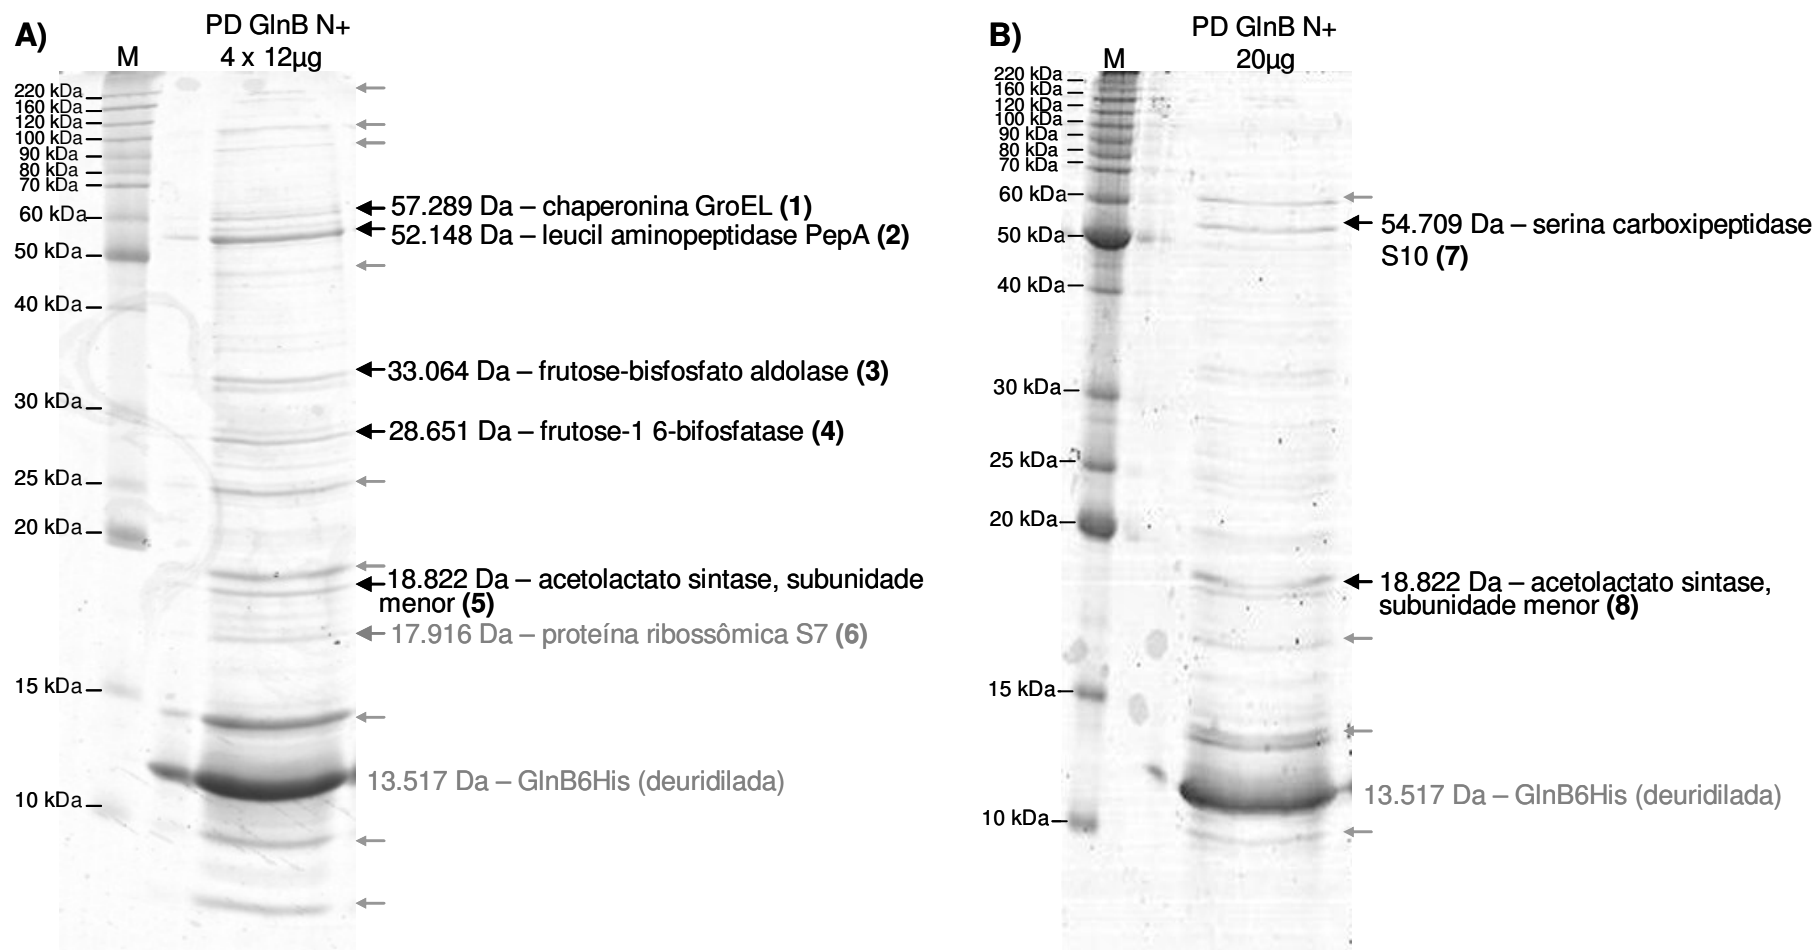 A)
PD GlnB N+
4 x 12µg
M
220 kDa
160 kDa
120 kDa
100 kDa
90 kDa
80 kDa
70 kDa
60 kDa
50 kDa
40 kDa
30 kDa
25 kDa
20 kDa
15 kDa
10 kDa
57.289 Da – chaperonina GroEL (1)
52.148 Da – leucil aminopeptidase PepA (2)
33.064 Da – frutose-bisfosfato aldolase (3)
28.651 Da – frutose-1 6-bifosfatase (4)
18.822 Da – acetolactato sintase, subunidade
menor (5)
17.916 Da – proteína ribossômica S7 (6)
13.517 Da – GlnB6His (deuridilada)
B)
PD GlnB N+
20µg
M
220 kDa
160 kDa
120 kDa
100 kDa
90 kDa
80 kDa
70 kDa
60 kDa
50 kDa
40 kDa
30 kDa
25 kDa
20 kDa
15 kDa
10 kDa
54.709 Da – serina carboxipeptidase
S10 (7)
18.822 Da – acetolactato sintase,
subunidade menor (8)
13.517 Da – GlnB6His (deuridilada)